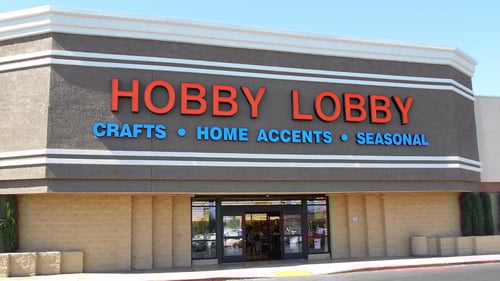 HOBBY LOBBY
CRAFTS • HOME ACCENTS • SEASONAL